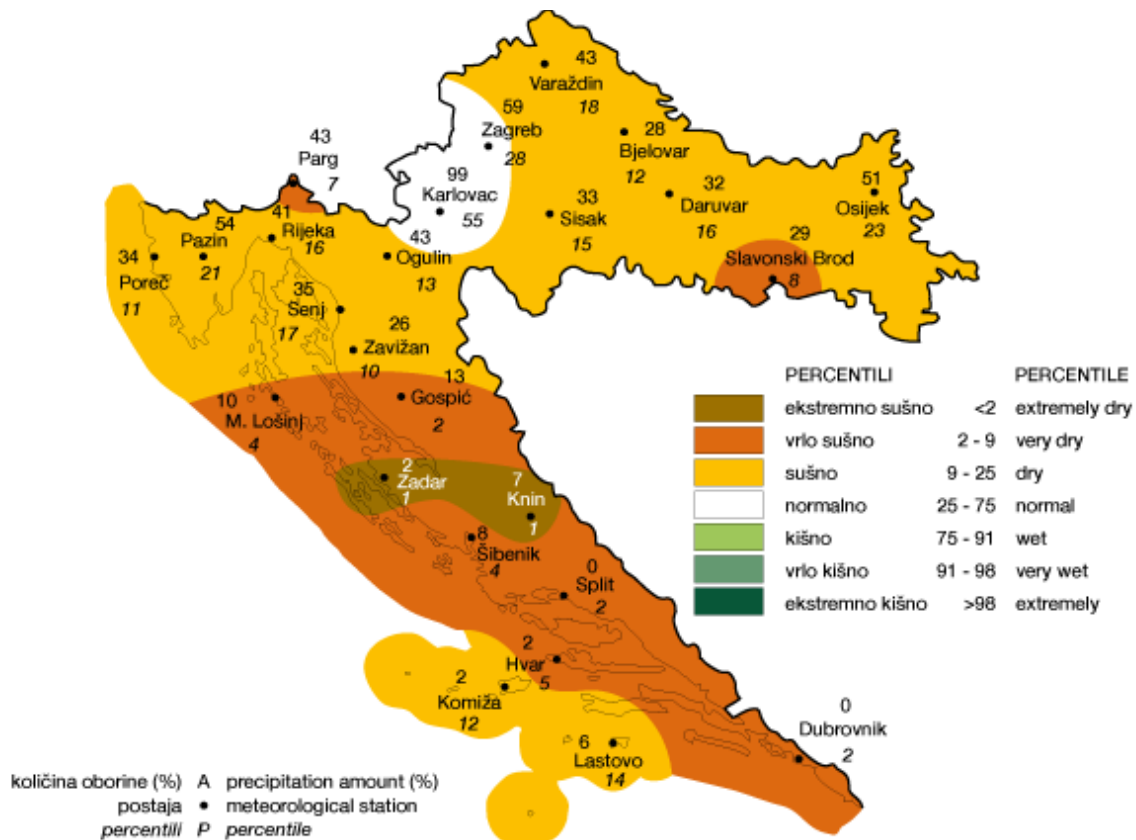 43
Varaždin
18
59
Zagreb
28
28
Bjelovar
12
43
Parg
7
99
Karlovac
55
33
Sisak
15
32
Daruvar
16
51
Osijek
23
29
Slavonski Brod
8
34
Poreč
11
54
Pazin
21
41
Rijeka
16
43
Ogulin
13
35
Senj
17
26
Zavižan
10
13
Gospić
2
10
M. Lošinj
4
2
Zadar
1
7
Knin
1
8
Šibenik
4
0
Split
2
2
Hvar
5
2
Komiža
12
6
Lastovo
14
0
Dubrovnik
2
PERCENTILI PERCENTILE
ekstremno sušno <2 extremely dry
vrlo sušno 2 - 9 very dry
sušno 9 - 25 dry
normalno 25 - 75 normal
kišno 75 - 91 wet
vrlo kišno 91 - 98 very wet
ekstremno kišno >98 extremely
količina oborine (%) A precipitation amount (%)
postaja • meteorological station
percentili P percentile